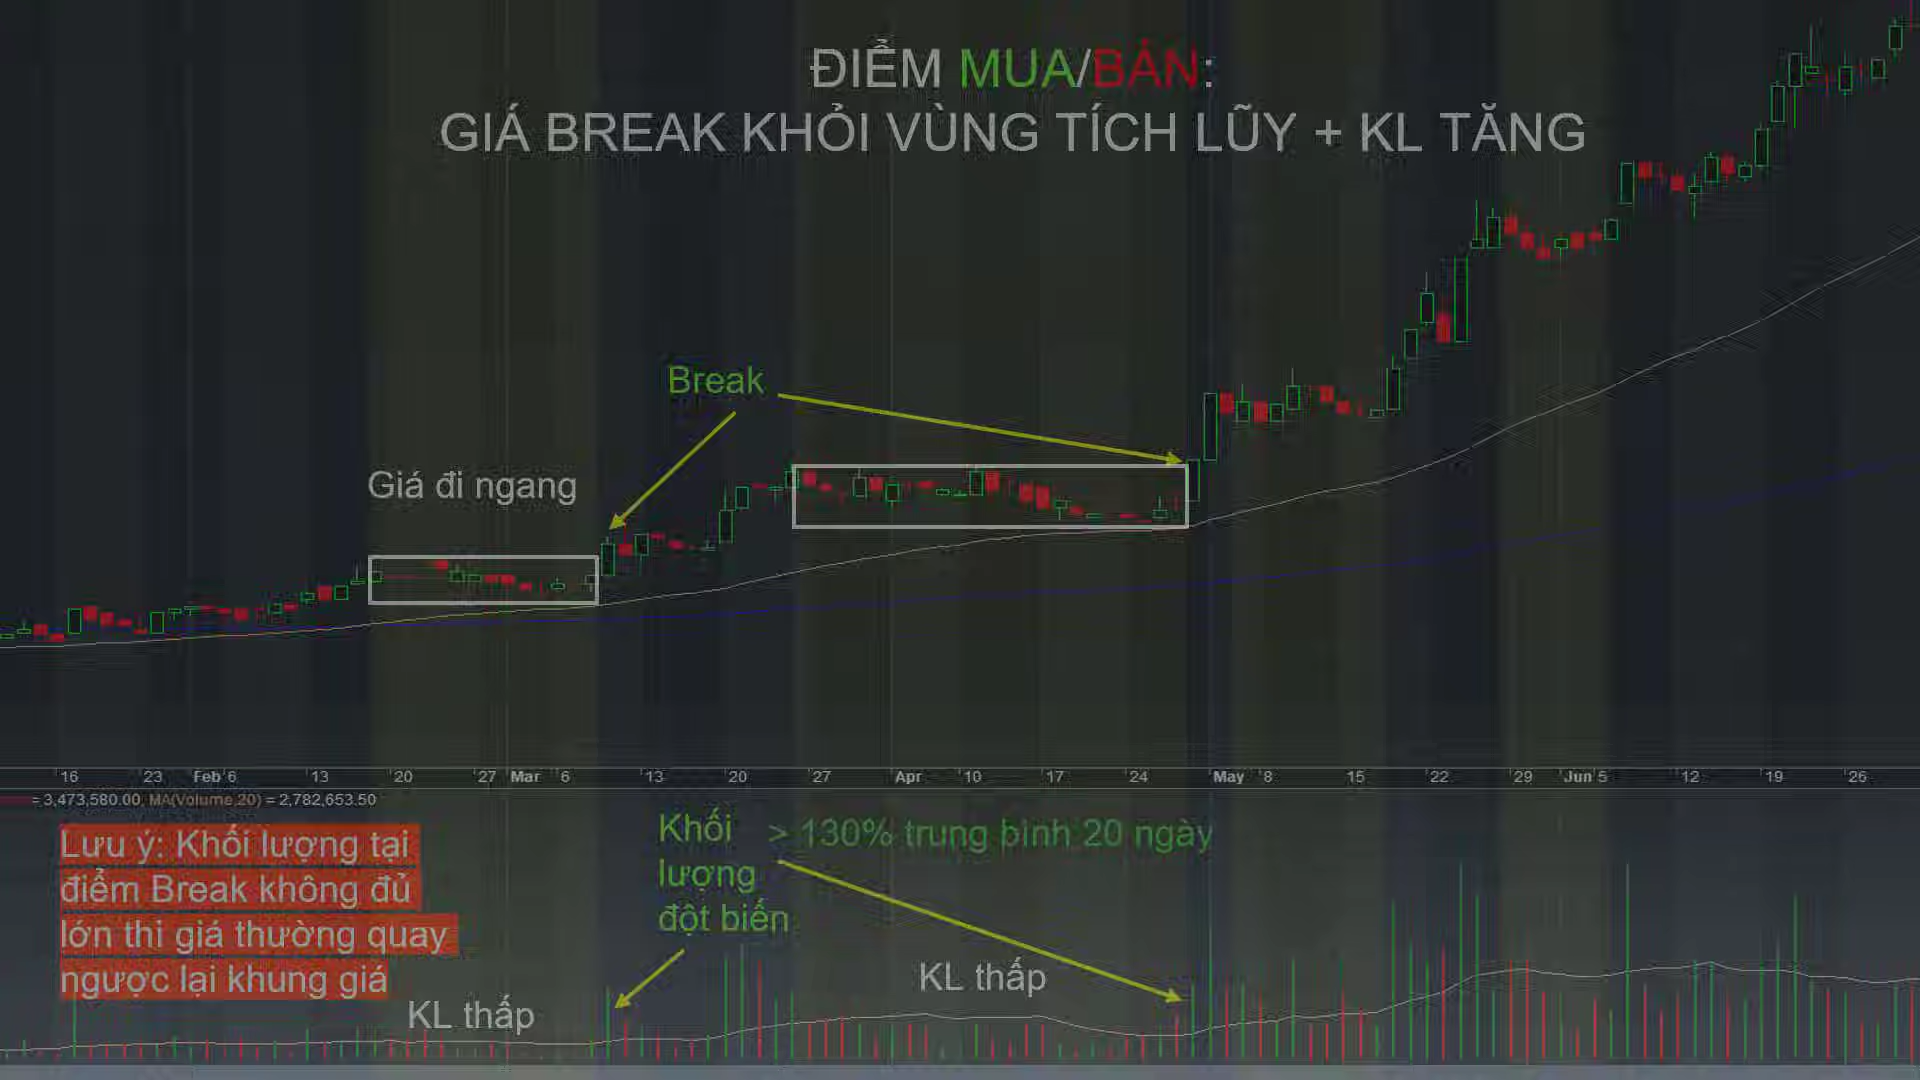 ĐIỂM MUA/BÁN:
GIÁ BREAK KHỎI VÙNG TÍCH LŨY + KL TĂNG
Break
Giá đi ngang
16 23 Feb 6 13 20 27 Mar 6 13 20 27 Apr 10 17 24 May 8 15 22 29 Jun 5 12 19 26
= 3,473,580.00, MA(Volume,20) = 2,782,653.50
Lưu ý: Khối lượng tại
điểm Break không đủ
lớn thì giá thường quay
ngược lại khung giá
Khối
lượng
đột biến
> 130% trung bình 20 ngày
KL thấp
KL thấp